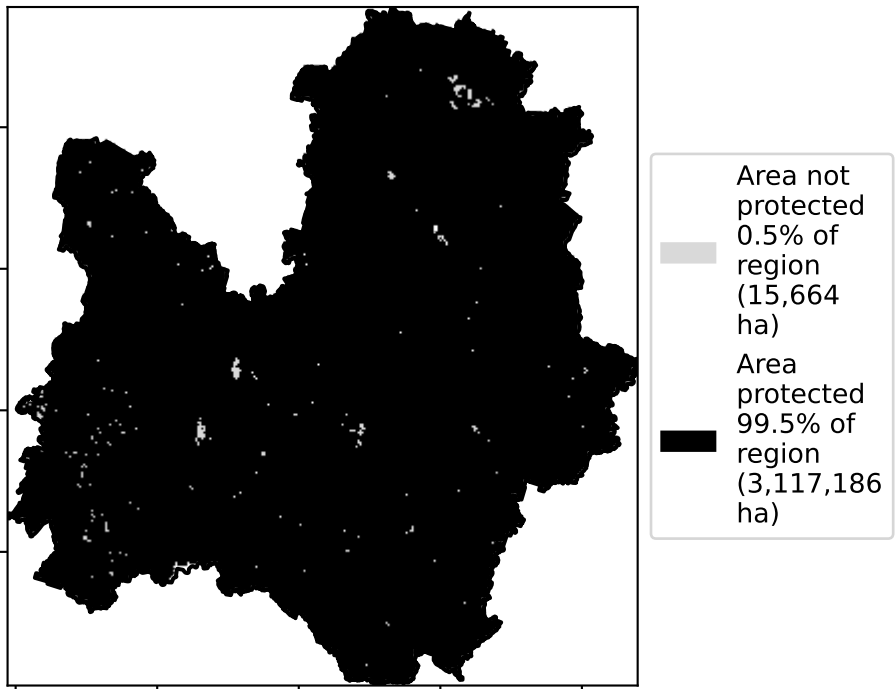 Area not
protected
0.5% of
region
(15,664
ha)
Area
protected
99.5% of
region
(3,117,186
ha)